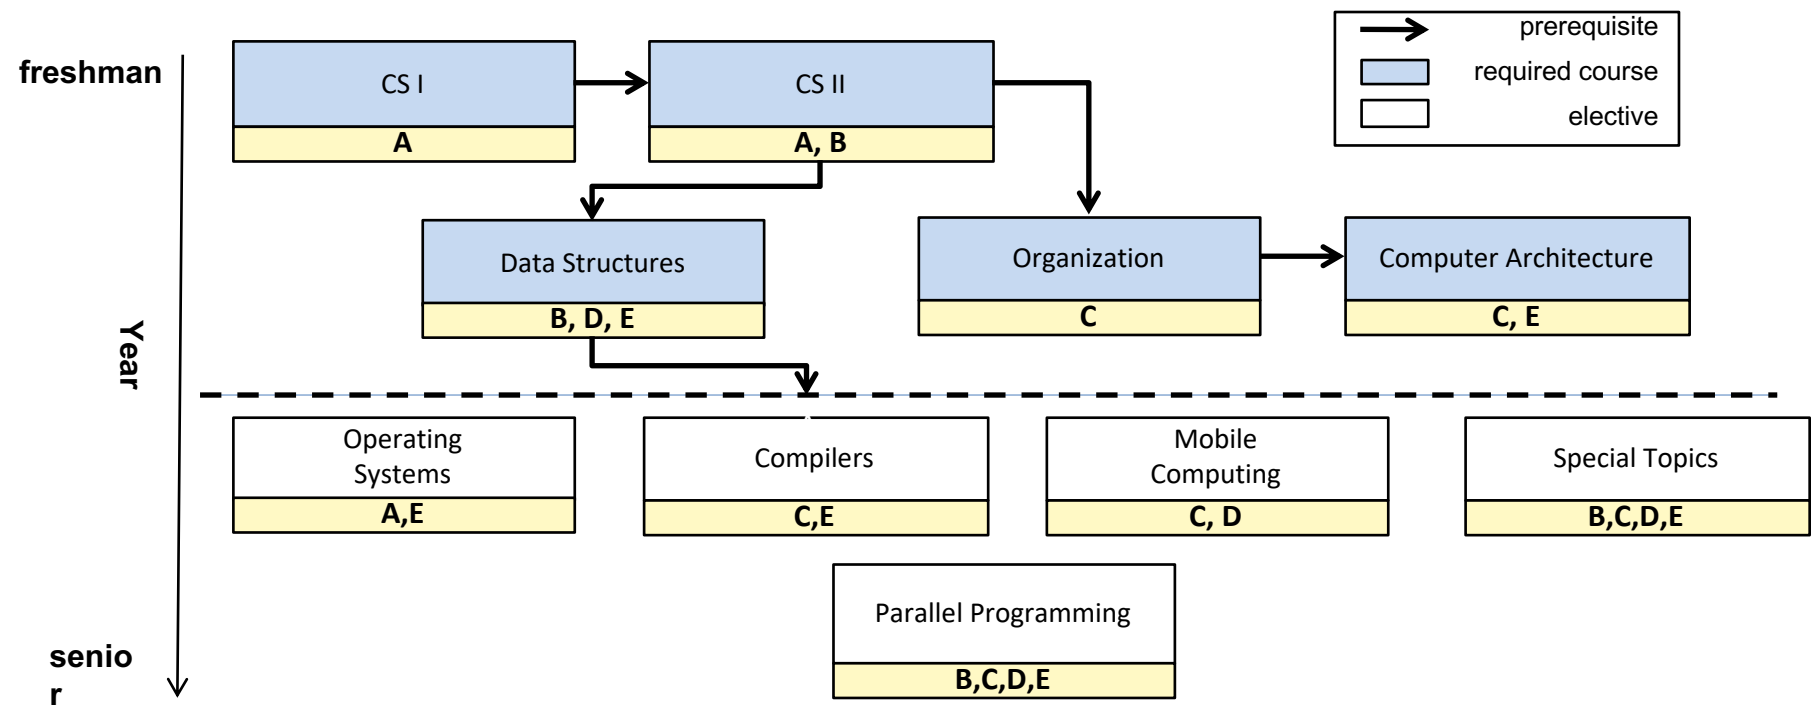 freshman
CS I
A
CS II
A, B
prerequisite
required course
elective
Data Structures
B, D, E
Organization
C
Computer Architecture
C, E
Year
Operating
Systems
A,E
Compilers
C,E
Mobile
Computing
C, D
Special Topics
B,C,D,E
Parallel Programming
B,C,D,E
senio
r